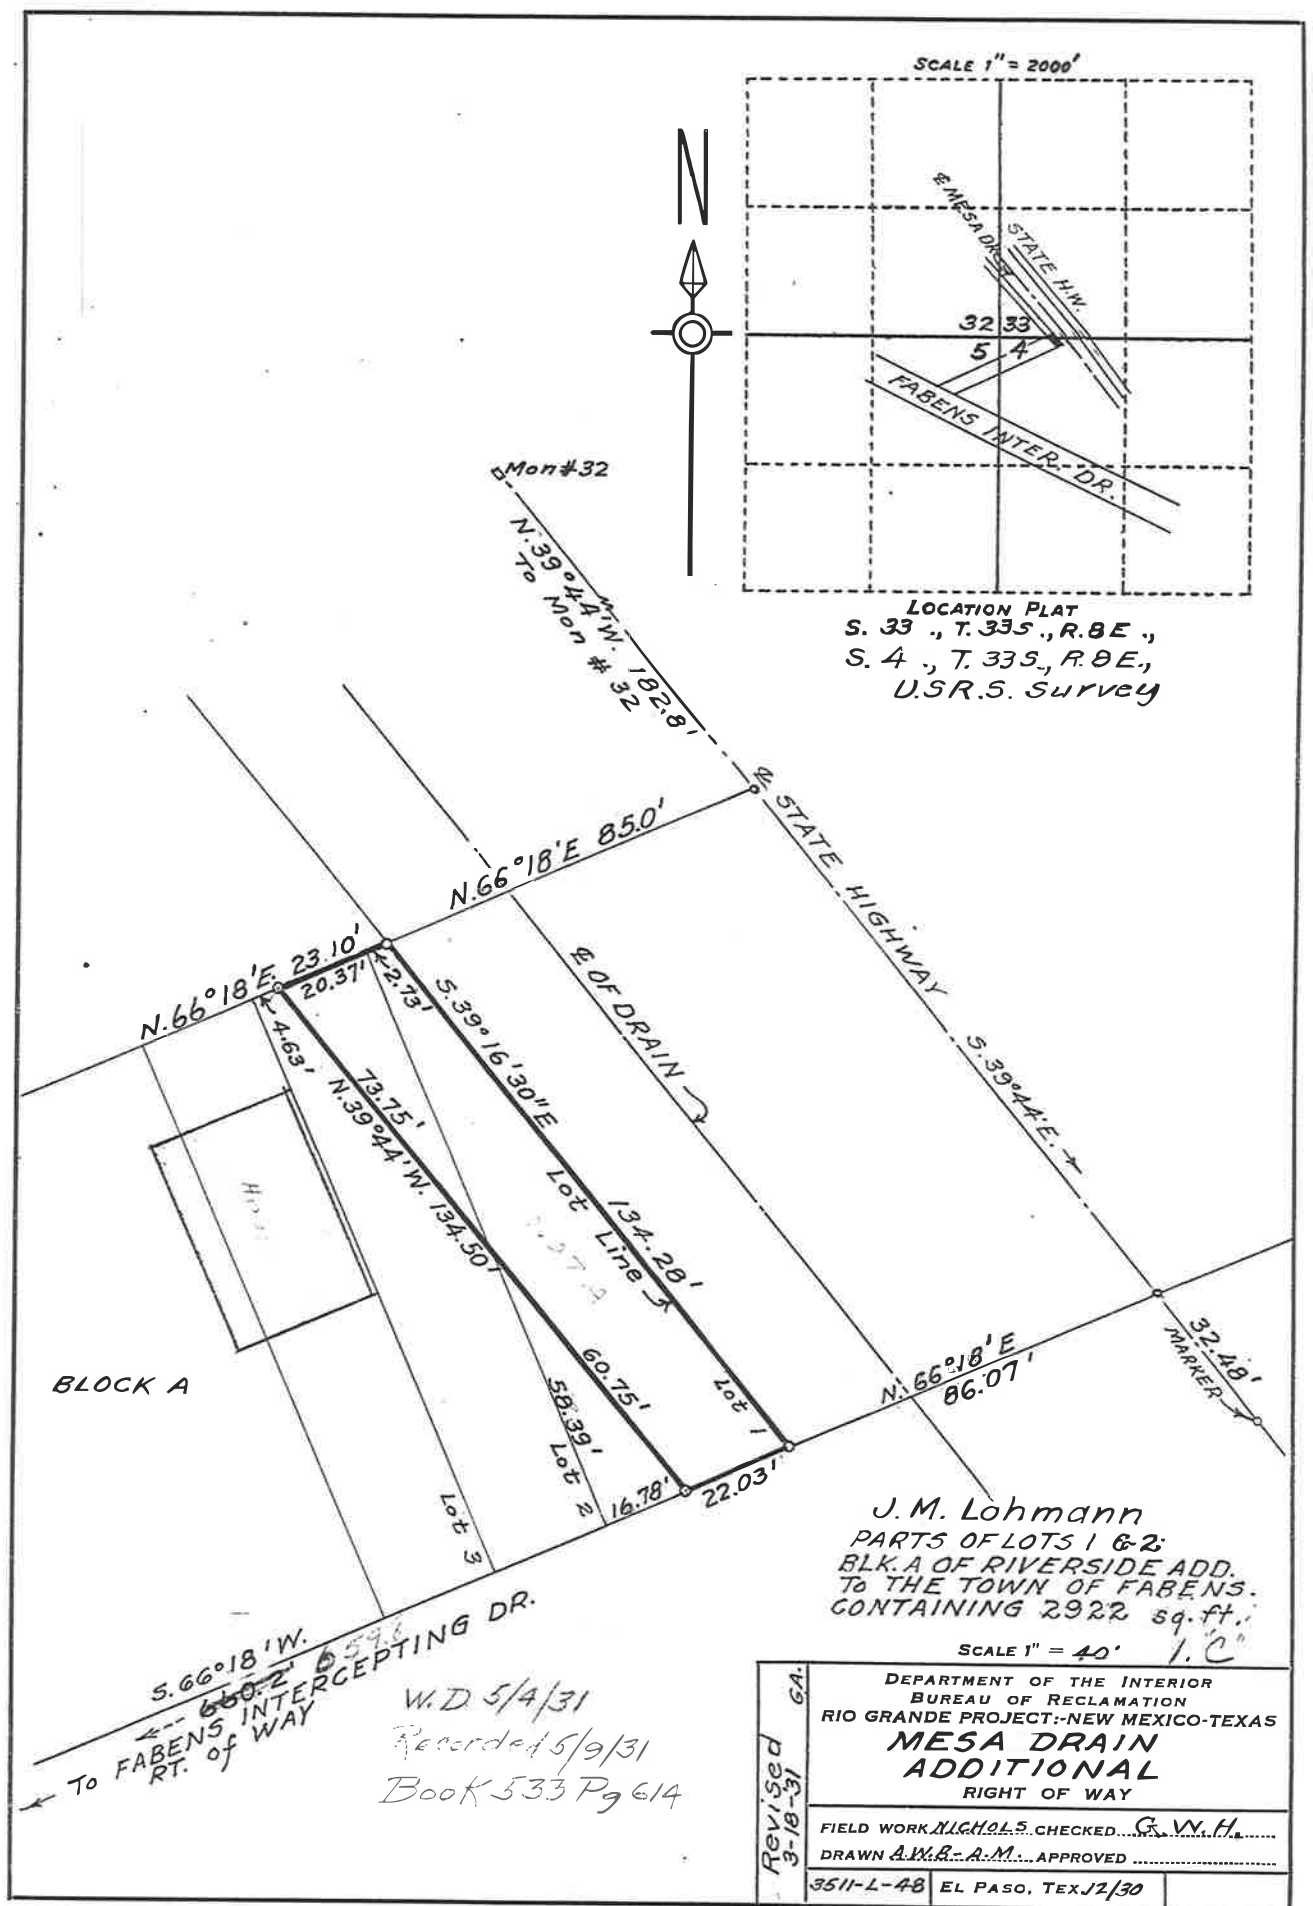 SCALE 1" = 2000'
N
℄ MESA DR.
STATE H.W.
32 33
5 4
FABENS INTER. DR.
LOCATION PLAT
S. 33 ., T. 33S., R. 8E .,
S. 4 ., T. 33S., R. 8E.,
U.S.R.S. Survey
Mon #32
N.39°44'W. 182.8'
To Mon # 32
℄ STATE HIGHWAY
N.66°18'E 85.0'
N.66°18'E. 23.10'
20.37'
2.73'
4.63'
S.39°16'30"E
134.28'
Lot Line
℄ OF DRAIN
S.39°44'E.
73.75'
N.39°44'W. 134.50'
60.75'
58.39'
BLOCK A
Lot 1
Lot 2
Lot 3
16.78'
22.03'
N. 66°18'E
86.07'
32.48'
MARKER
S.66°18'W.
660.2'
To FABENS INTERCEPTING DR.
RT. of WAY
W.D 5/4/31
Recorded 5/9/31
Book 533 Pg 614
J. M. Lohmann
PARTS OF LOTS 1 & 2
BLK. A OF RIVERSIDE ADD.
To THE TOWN OF FABENS.
CONTAINING 2922 sq. ft.
SCALE 1" = 40'
1."C"
Revised GA.
3-18-31
DEPARTMENT OF THE INTERIOR
BUREAU OF RECLAMATION
RIO GRANDE PROJECT:-NEW MEXICO-TEXAS
MESA DRAIN
ADDITIONAL
RIGHT OF WAY
FIELD WORK NICHOLS CHECKED G. W. H.
DRAWN A.W.B-A.M. APPROVED
3511-L-48 EL PASO, TEX. 12/30